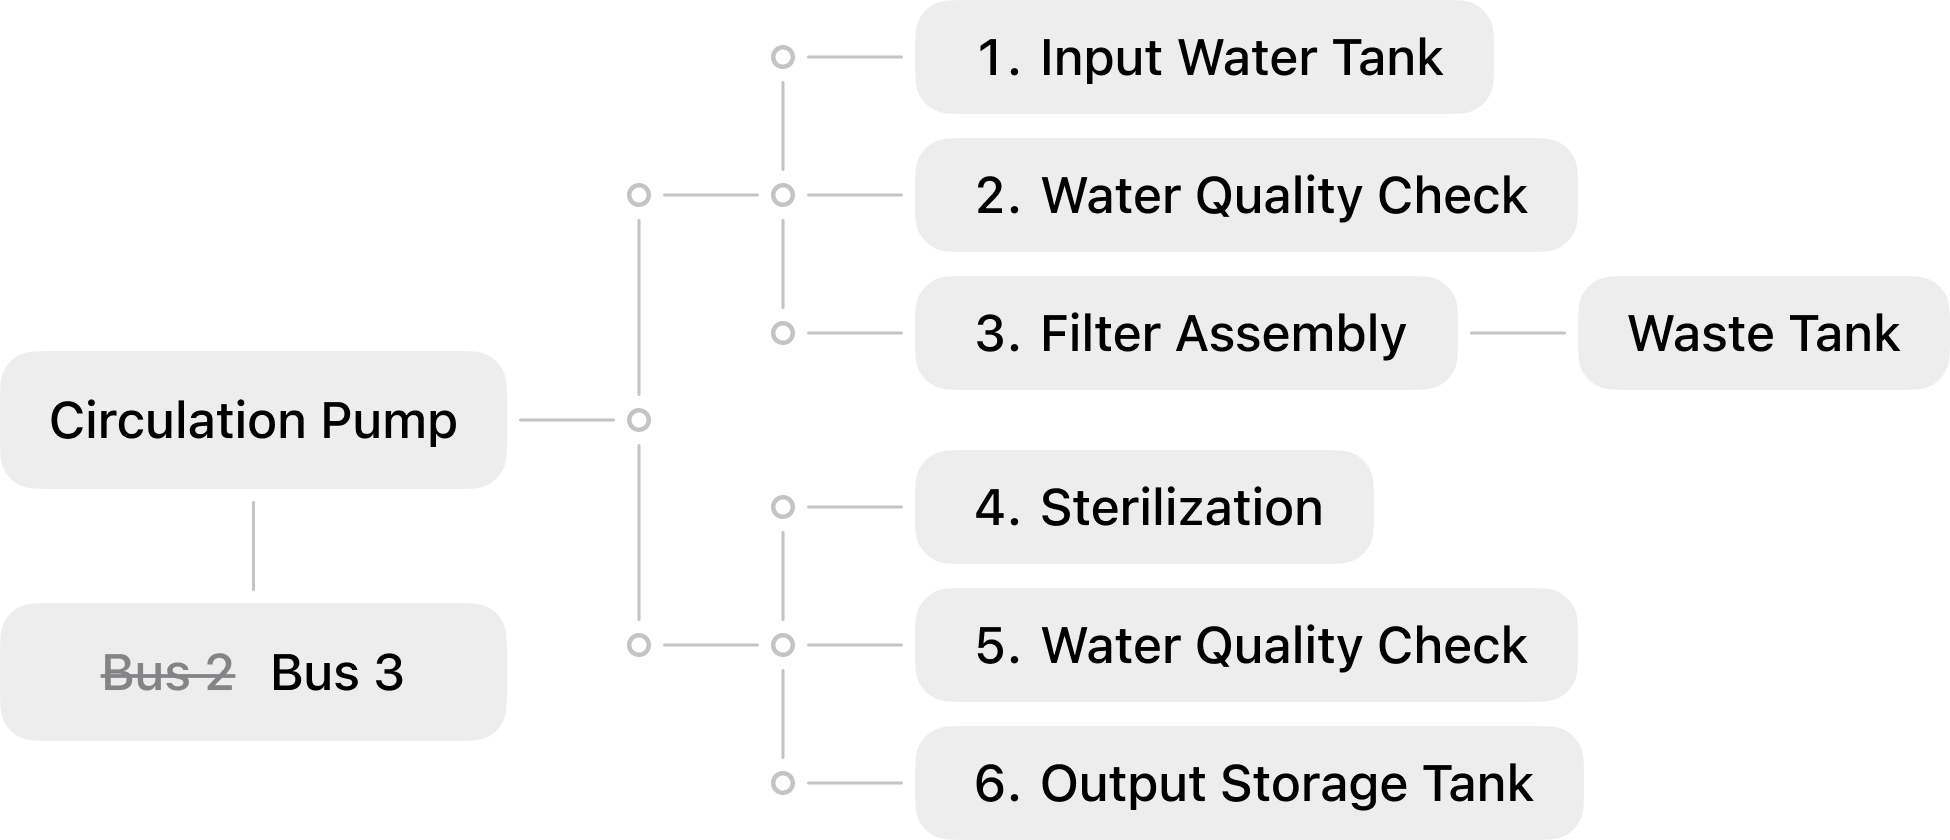 1. Input Water Tank
2. Water Quality Check
3. Filter Assembly
Waste Tank
Circulation Pump
Bus 2 Bus 3
4. Sterilization
5. Water Quality Check
6. Output Storage Tank